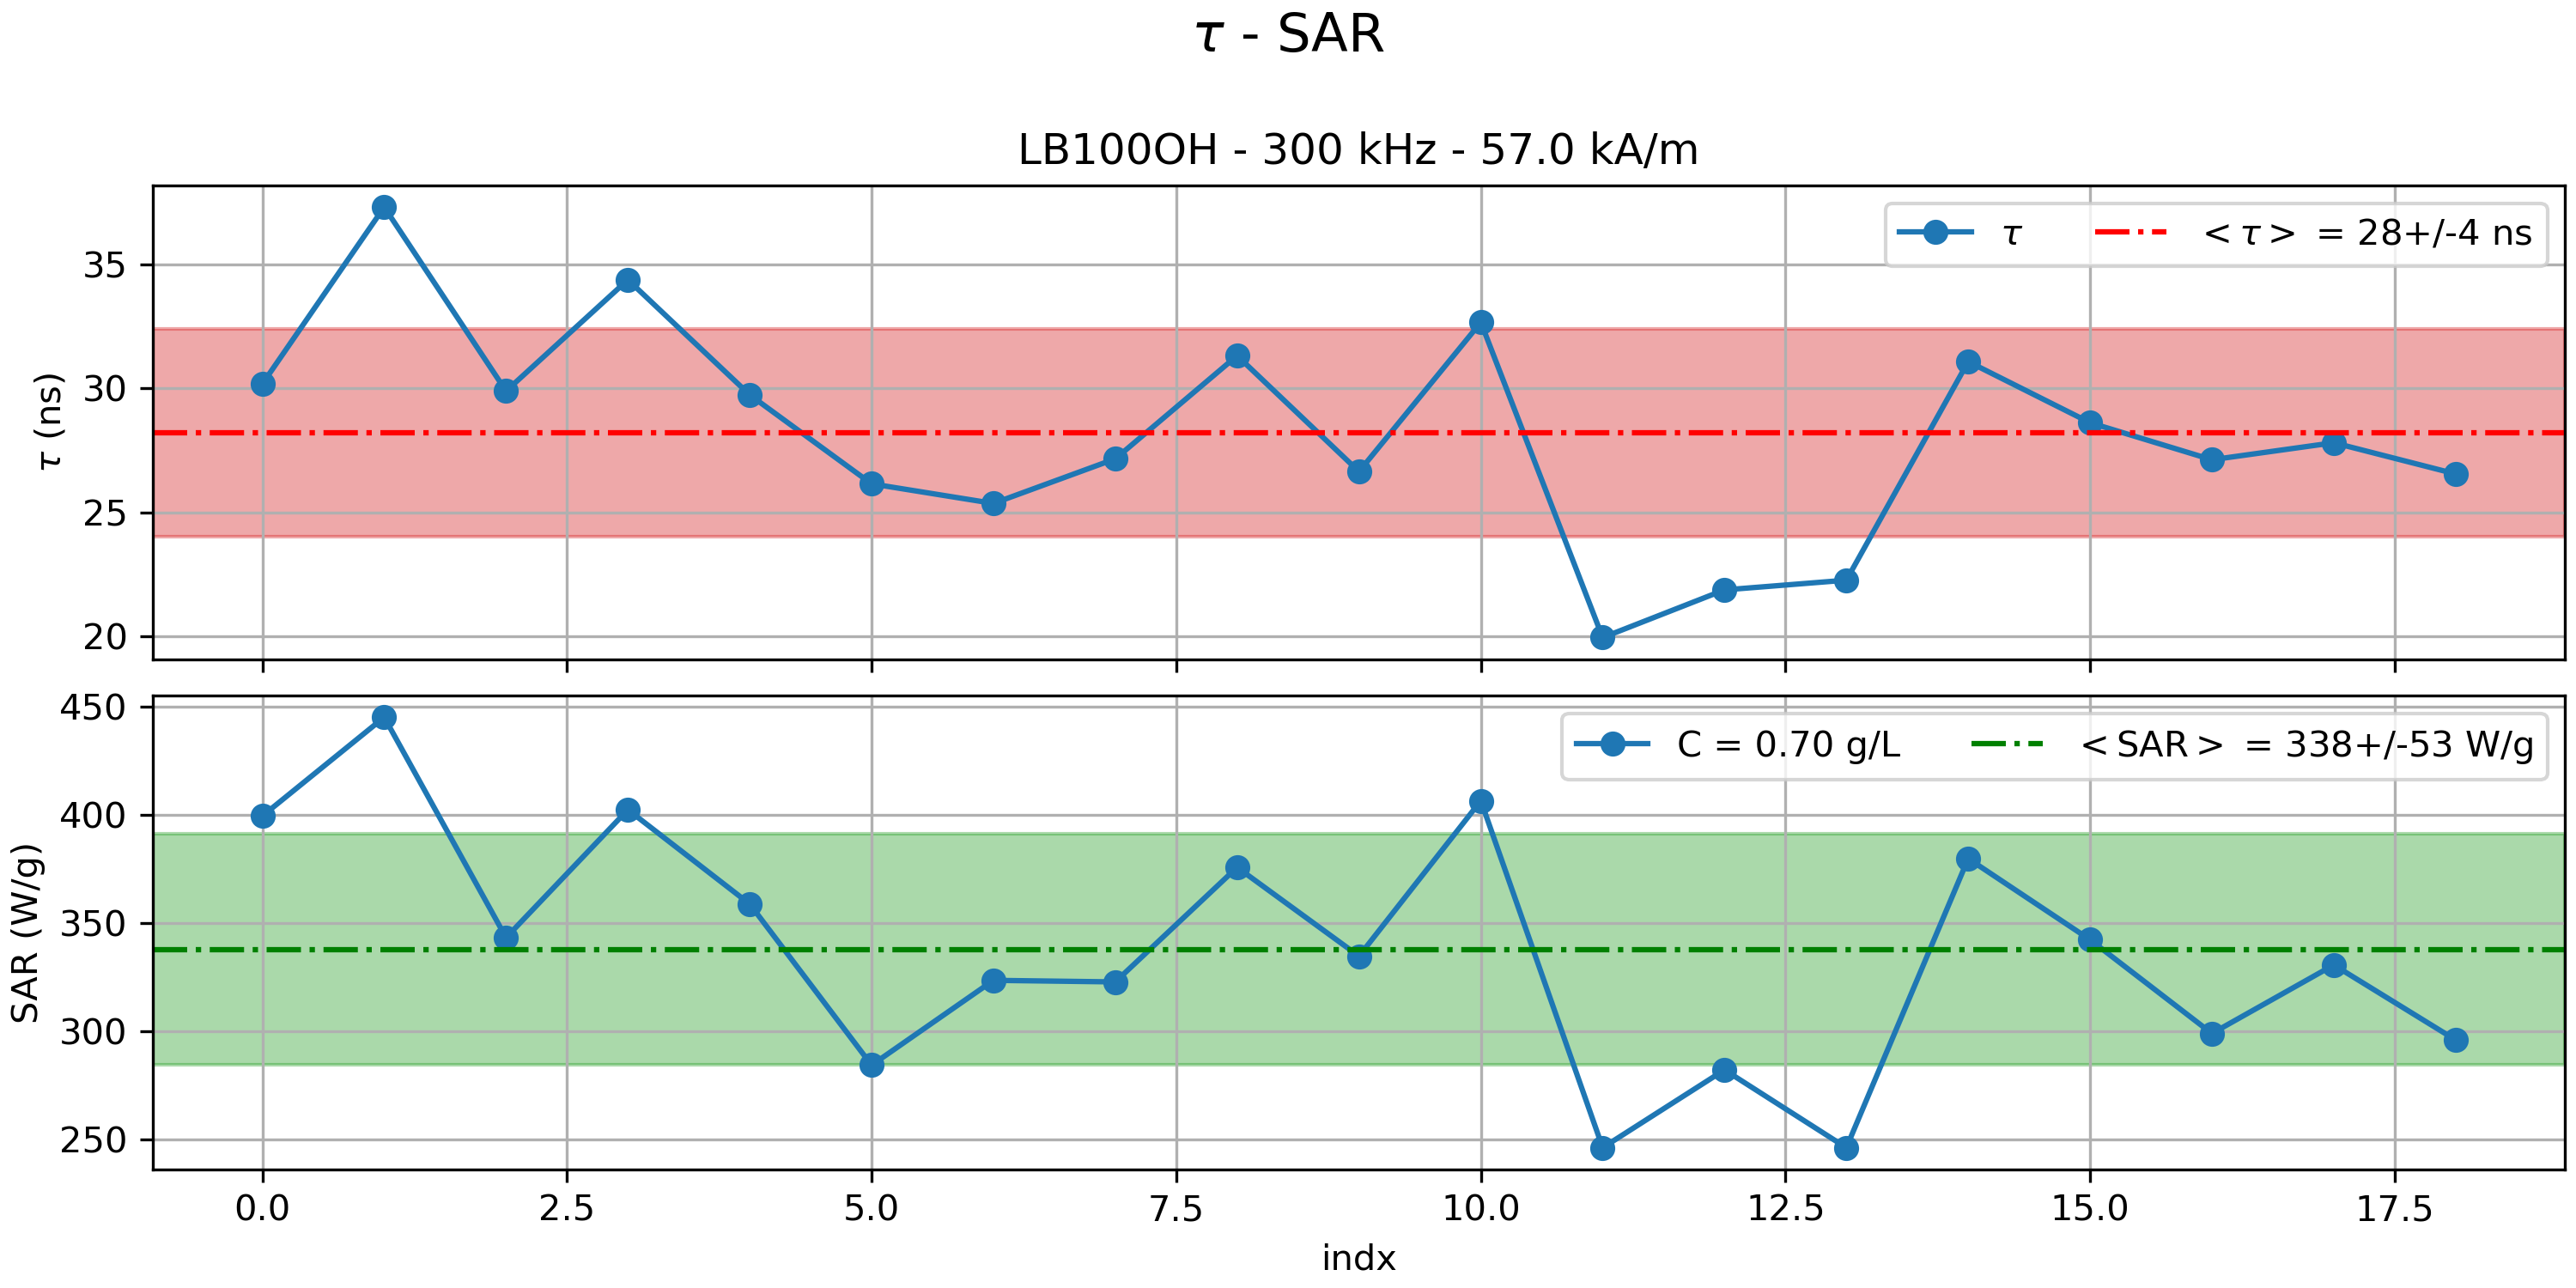 τ - SAR
LB100OH - 300 kHz - 57.0 kA/m
τ
<τ> = 28+/-4 ns
τ (ns)
35
30
25
20
C = 0.70 g/L
<SAR> = 338+/-53 W/g
SAR (W/g)
450
400
350
300
250
0.0 2.5 5.0 7.5 10.0 12.5 15.0 17.5
indx